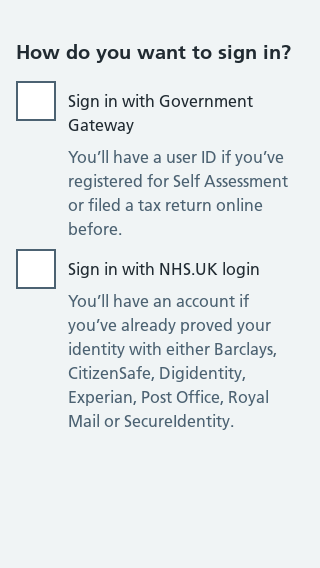 How do you want to sign in?
Sign in with Government
Gateway
You’ll have a user ID if you’ve
registered for Self Assessment
or filed a tax return online
before.
Sign in with NHS.UK login
You’ll have an account if
you’ve already proved your
identity with either Barclays,
CitizenSafe, Digidentity,
Experian, Post Office, Royal
Mail or SecureIdentity.